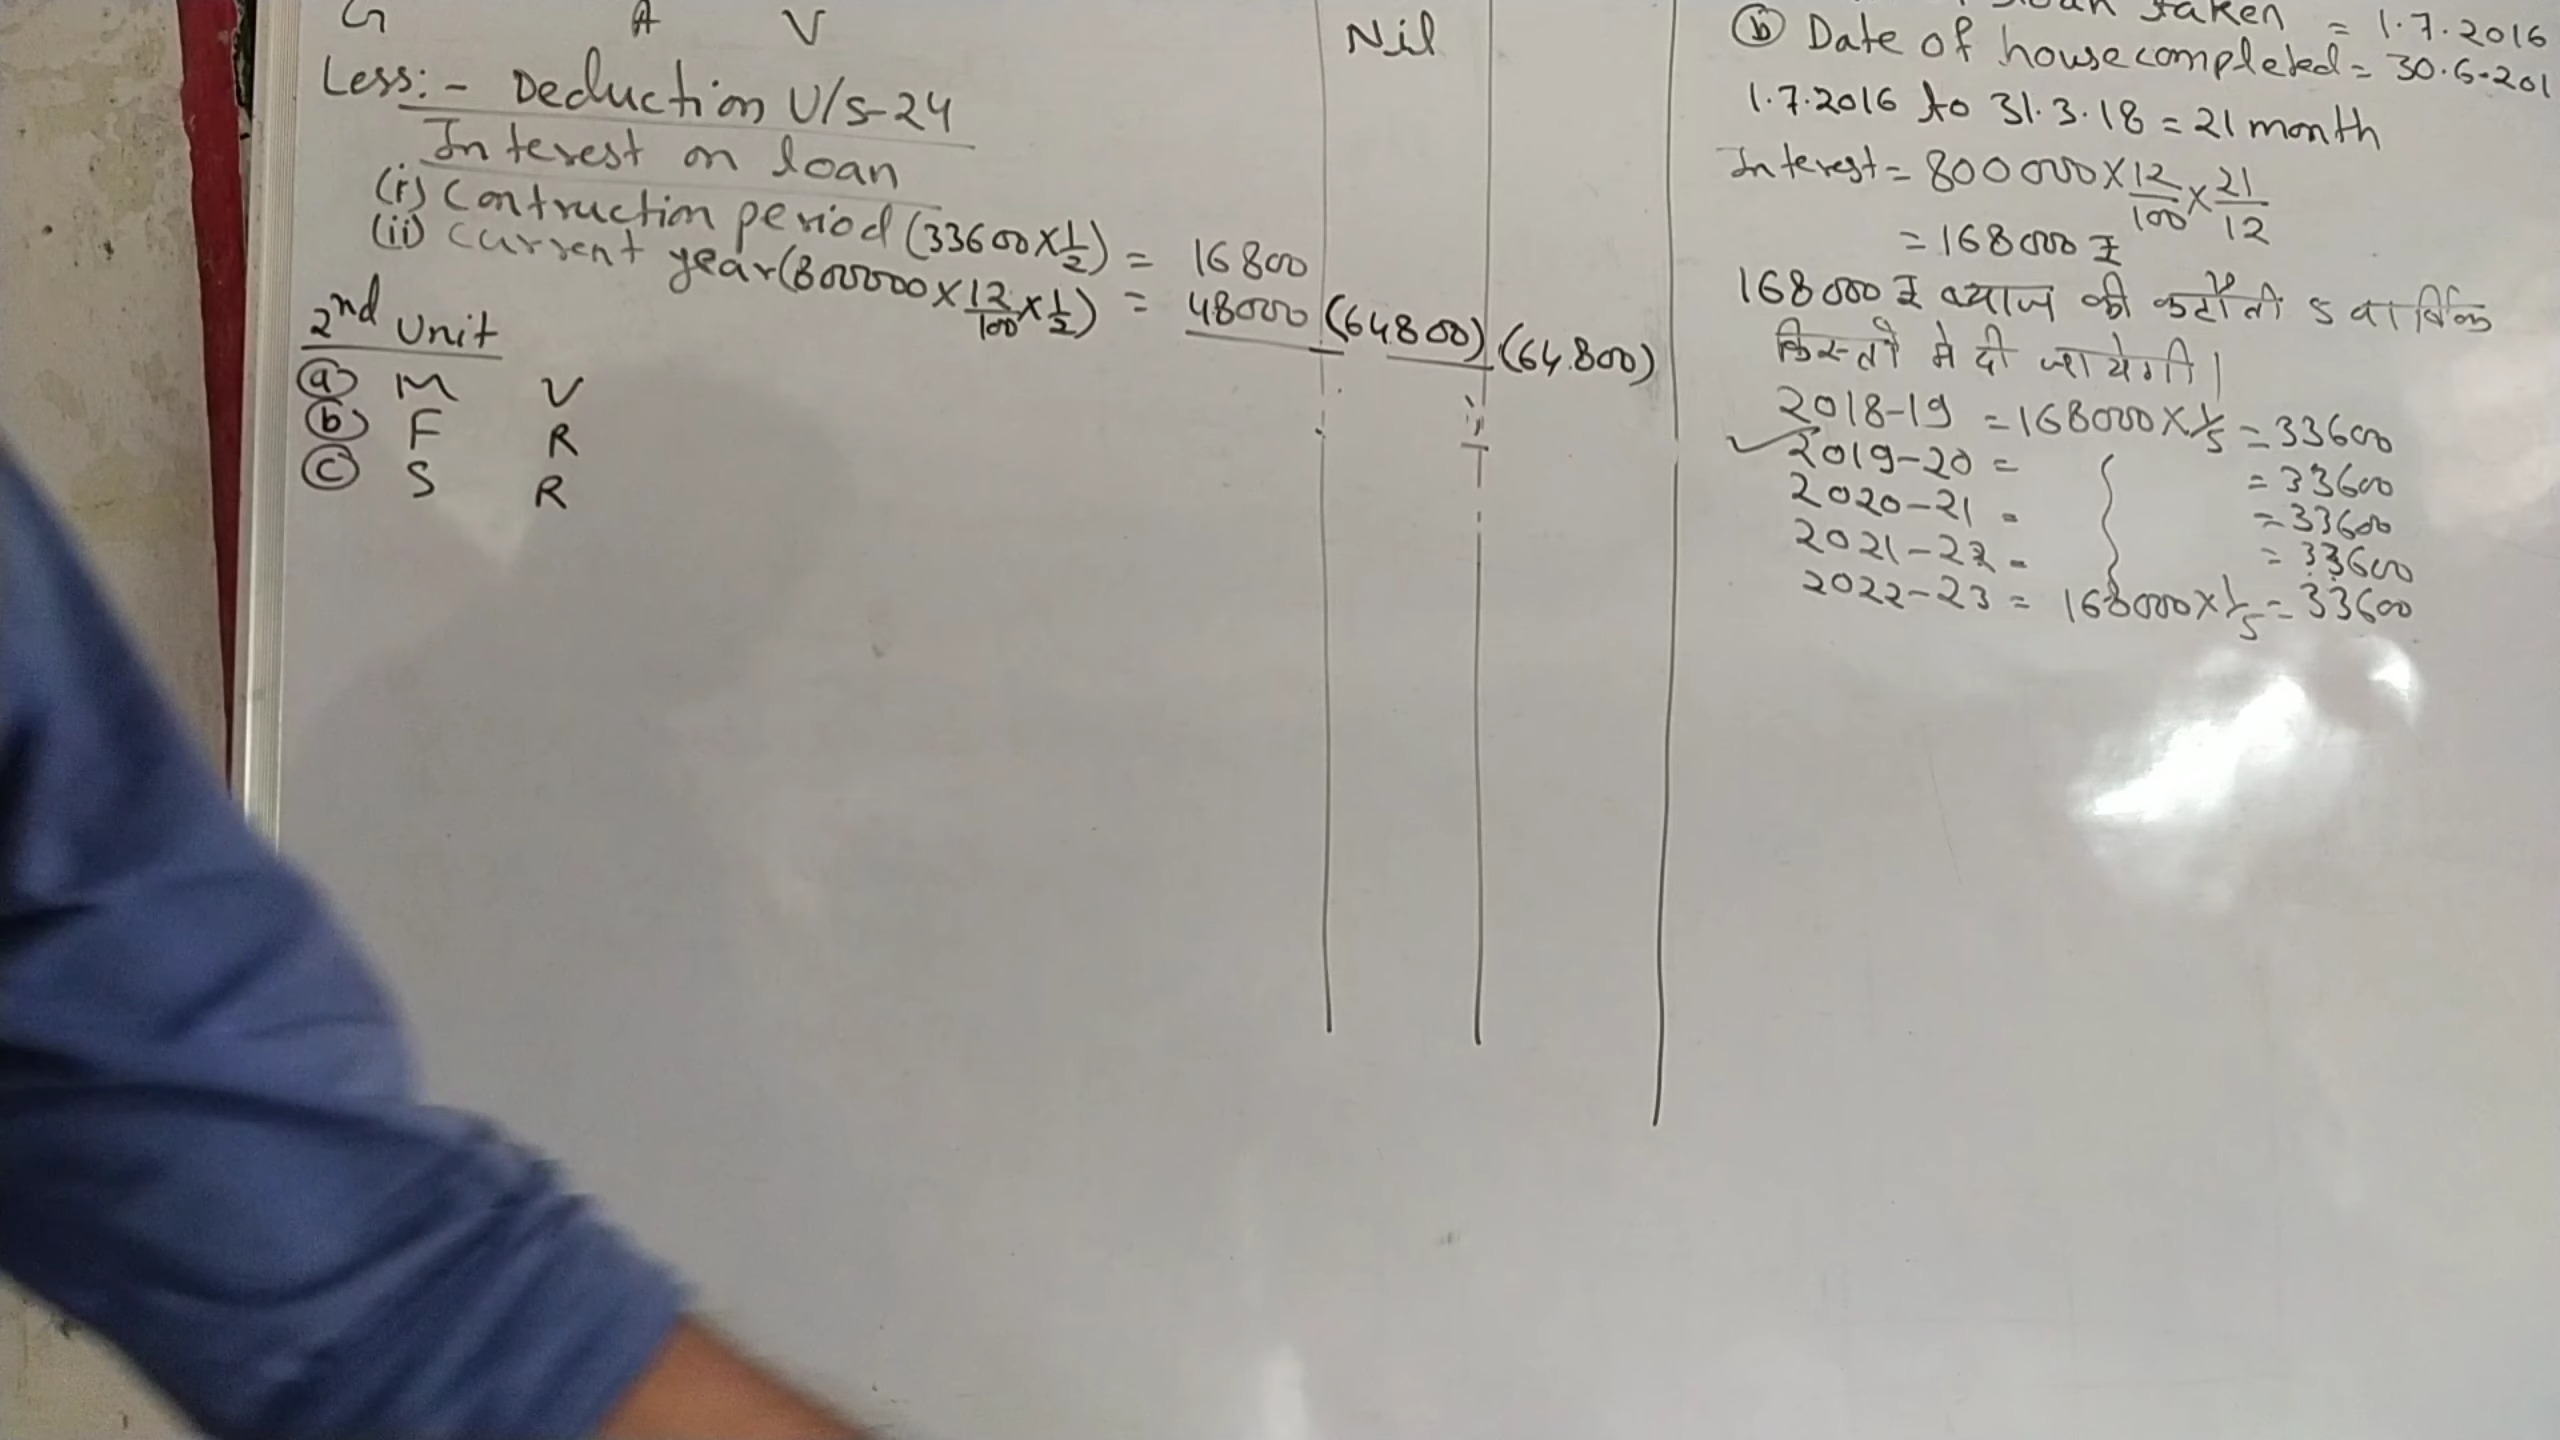 G A V Nil
Less:- Deduction U/s-24
Interest on loan
(i) Contruction period (33600×1/2) = 16800
(ii) current year(800000×12/100×1/2) = 48000 (64800) (64800)
2nd Unit
(a) M V
(b) F R
(c) S R
loan taken = 1.7.2016
(b) Date of house completed = 30.6.201
1.7.2016 to 31.3.18 = 21 month
Interest = 800000×12/100×21/12
= 168000 ₹
168000 ₹ ब्याज की कटौती 5 वार्षिक
किस्तों मे दी जायेगी।
2018-19 = 168000×1/5 = 33600
2019-20 = = 33600
2020-21 = = 33600
2021-22 = = 33600
2022-23 = 168000×1/5 = 33600